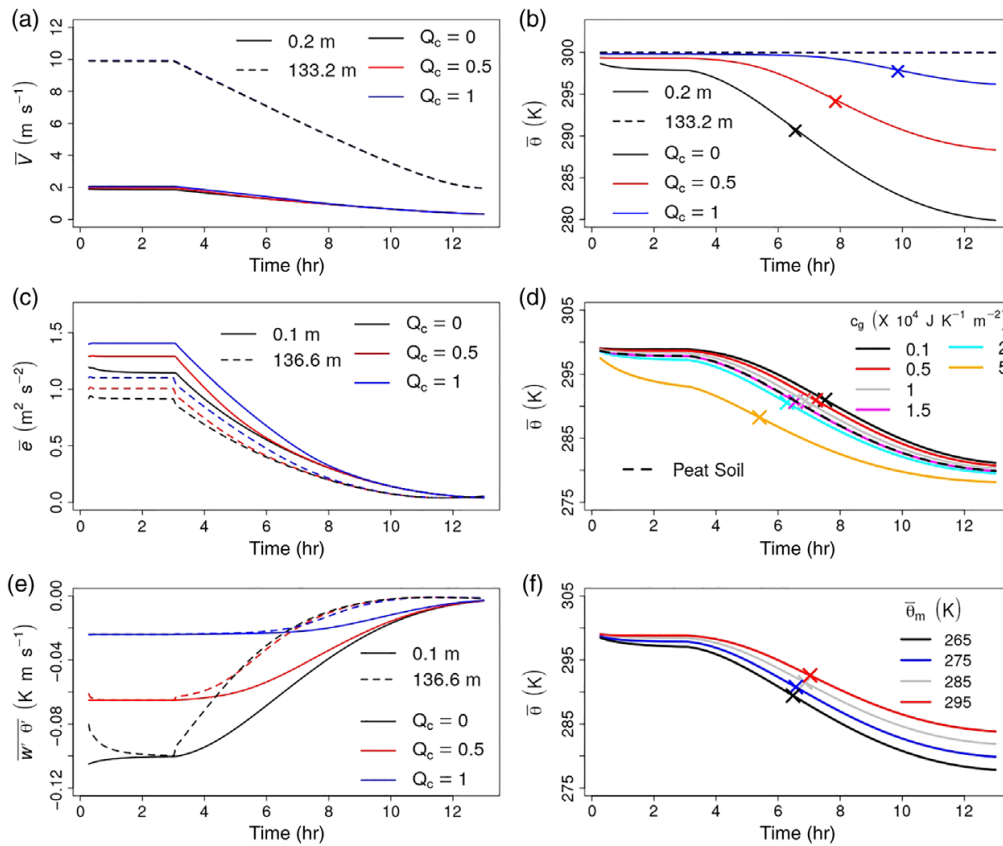 (a)
12
10
8
6
4
2
0
V̅ (m s⁻¹)
0.2 m
133.2 m
Q_c = 0
Q_c = 0.5
Q_c = 1
0 2 4 6 8 10 12
Time (hr)
(b)
300
295
290
285
280
θ̅ (K)
0.2 m
133.2 m
Q_c = 0
Q_c = 0.5
Q_c = 1
0 2 4 6 8 10 12
Time (hr)
(c)
1.5
1.0
0.5
0.0
e̅ (m² s⁻²)
0.1 m
136.6 m
Q_c = 0
Q_c = 0.5
Q_c = 1
0 2 4 6 8 10 12
Time (hr)
(d)
305
295
285
275
θ̅ (K)
c_g (X 10⁴ J K⁻¹ m⁻²)
0.1
0.5
1
1.5
Peat Soil
0 2 4 6 8 10 12
Time (hr)
(e)
0.00
−0.04
−0.08
−0.12
w′ θ′ (K m s⁻¹)
0.1 m
136.6 m
Q_c = 0
Q_c = 0.5
Q_c = 1
0 2 4 6 8 10 12
Time (hr)
(f)
305
295
285
275
θ̅ (K)
θ̅_m (K)
265
275
285
295
0 2 4 6 8 10 12
Time (hr)